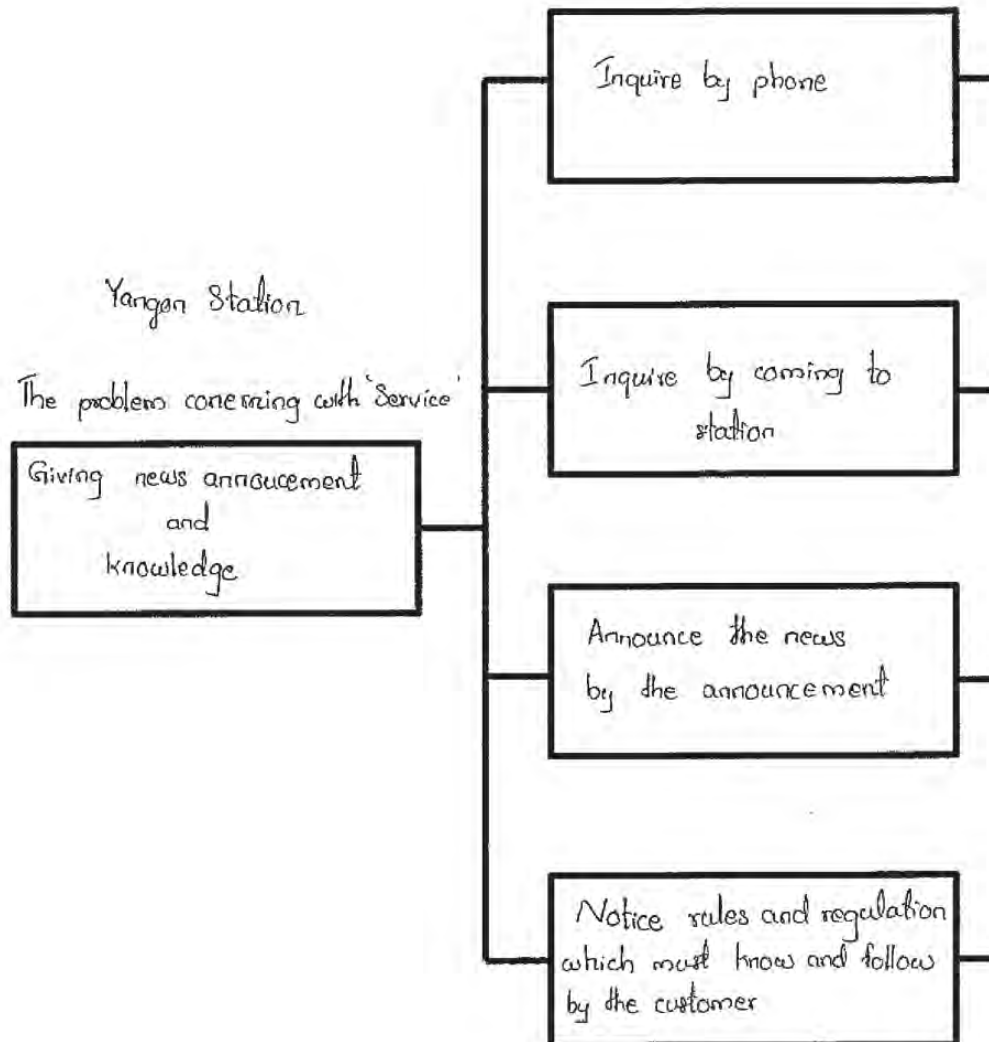 Yangon Station
The problem conerning with 'Service'
Giving news annoucement
and
knowledge
Inquire by phone
Inquire by coming to
station
Announce the news
by the announcement
Notice rules and regulation
which must know and follow
by the customer